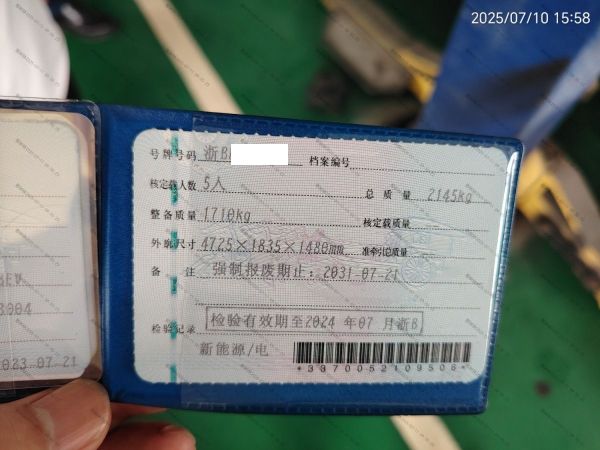 2025/07/10 15:58
号牌号码 浙B 档案编号
核定载人数 5人 总质量 2145Kg
整备质量 1710Kg 核定载质量
外廓尺寸 4725×1835×1480mm 准牵引总质量
备注 强制报废期止：2031-07-21
检验记录 检验有效期至2024 年07 月浙B
新能源/电
*3370052109508*
023-07-21